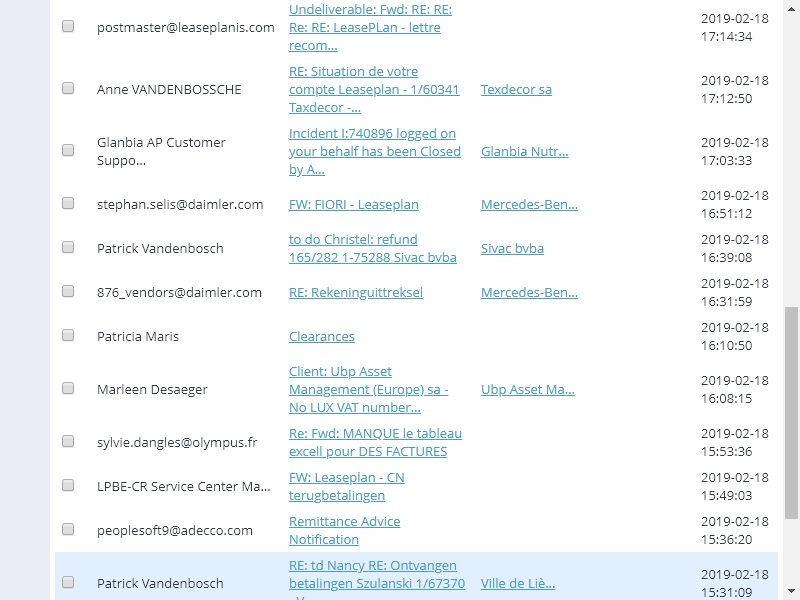 postmaster@leaseplanis.com
Undeliverable: Fwd: RE: RE:
Re: RE: LeasePLan - lettre
recom...
2019-02-18
17:14:34
Anne VANDENBOSSCHE
RE: Situation de votre
compte Leaseplan - 1/60341
Taxdecor -...
Texdecor sa
2019-02-18
17:12:50
Glanbia AP Customer
Suppo...
Incident I:740896 logged on
your behalf has been Closed
by A...
Glanbia Nutr...
2019-02-18
17:03:33
stephan.selis@daimler.com
FW: FIORI - Leaseplan
Mercedes-Ben...
2019-02-18
16:51:12
Patrick Vandenbosch
to do Christel: refund
165/282 1-75288 Sivac bvba
Sivac bvba
2019-02-18
16:39:08
876_vendors@daimler.com
RE: Rekeninguittreksel
Mercedes-Ben...
2019-02-18
16:31:59
Patricia Maris
Clearances
2019-02-18
16:10:50
Marleen Desaeger
Client: Ubp Asset
Management (Europe) sa -
No LUX VAT number...
Ubp Asset Ma...
2019-02-18
16:08:15
sylvie.dangles@olympus.fr
Re: Fwd: MANQUE le tableau
excell pour DES FACTURES
2019-02-18
15:53:36
LPBE-CR Service Center Ma...
FW: Leaseplan - CN
terugbetalingen
2019-02-18
15:49:03
peoplesoft9@adecco.com
Remittance Advice
Notification
2019-02-18
15:36:20
Patrick Vandenbosch
RE: td Nancy RE: Ontvangen
betalingen Szulanski 1/67370
Ville de Liè...
2019-02-18
15:31:09